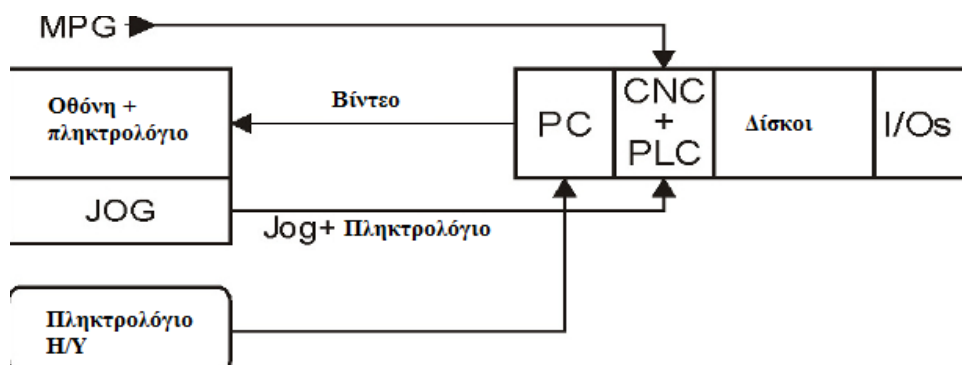 MPG
Οθόνη +
πληκτρολόγιο
Βίντεο
PC
CNC
+
PLC
Δίσκοι
I/Os
JOG
Jog+ Πληκτρολόγιο
Πληκτρολόγιο
Η/Υ